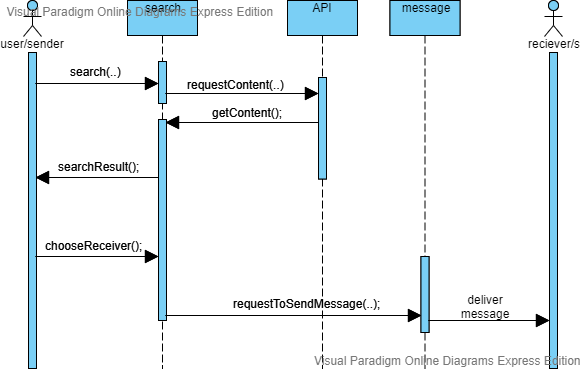 Visual Paradigm Online Diagrams Express Edition
search
API
message
user/sender
reciever/s
search(..)
requestContent(..)
getContent();
searchResult();
chooseReceiver();
requestToSendMessage(..);
deliver
message
Visual Paradigm Online Diagrams Express Edition